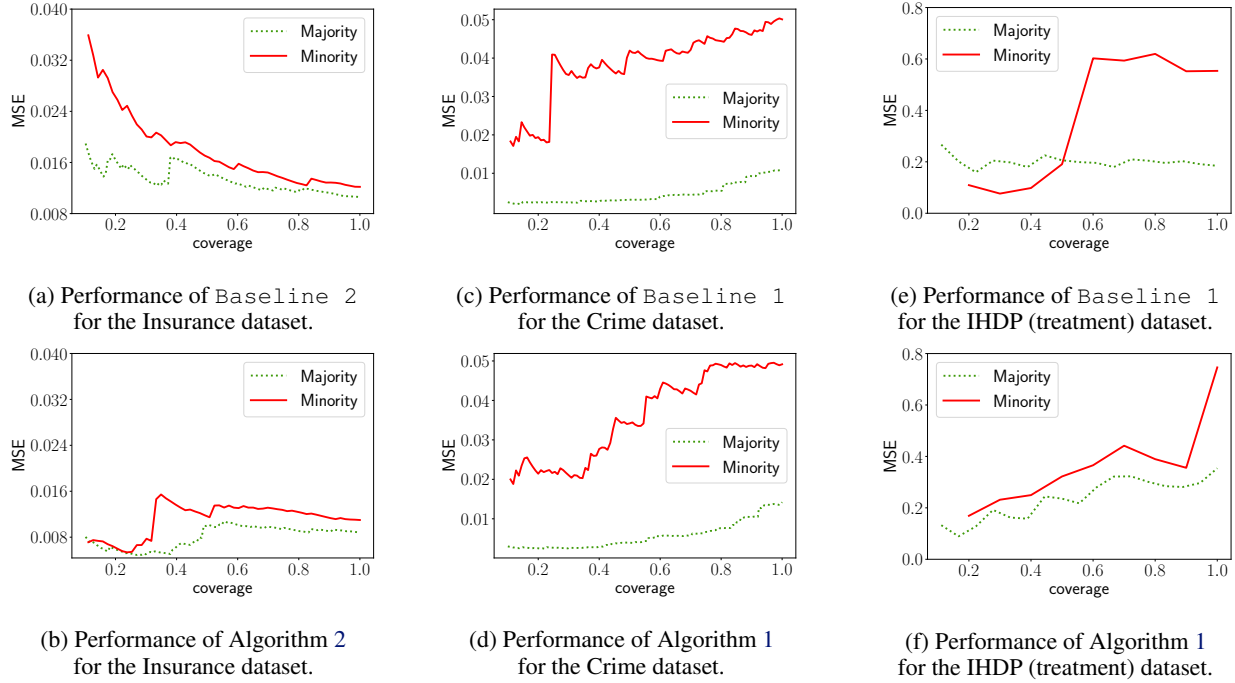 0.040
0.032
0.024
0.016
0.008
MSE
Majority
Minority
0.2 0.4 0.6 0.8 1.0
coverage
(a) Performance of Baseline 2
for the Insurance dataset.
0.05
0.04
0.03
0.02
0.01
MSE
Majority
Minority
0.2 0.4 0.6 0.8 1.0
coverage
(c) Performance of Baseline 1
for the Crime dataset.
0.8
0.6
0.4
0.2
0.0
MSE
Majority
Minority
0.2 0.4 0.6 0.8 1.0
coverage
(e) Performance of Baseline 1
for the IHDP (treatment) dataset.
0.040
0.032
0.024
0.016
0.008
MSE
Majority
Minority
0.2 0.4 0.6 0.8 1.0
coverage
(b) Performance of Algorithm 2
for the Insurance dataset.
0.05
0.04
0.03
0.02
0.01
MSE
Majority
Minority
0.2 0.4 0.6 0.8 1.0
coverage
(d) Performance of Algorithm 1
for the Crime dataset.
0.8
0.6
0.4
0.2
0.0
MSE
Majority
Minority
0.2 0.4 0.6 0.8 1.0
coverage
(f) Performance of Algorithm 1
for the IHDP (treatment) dataset.